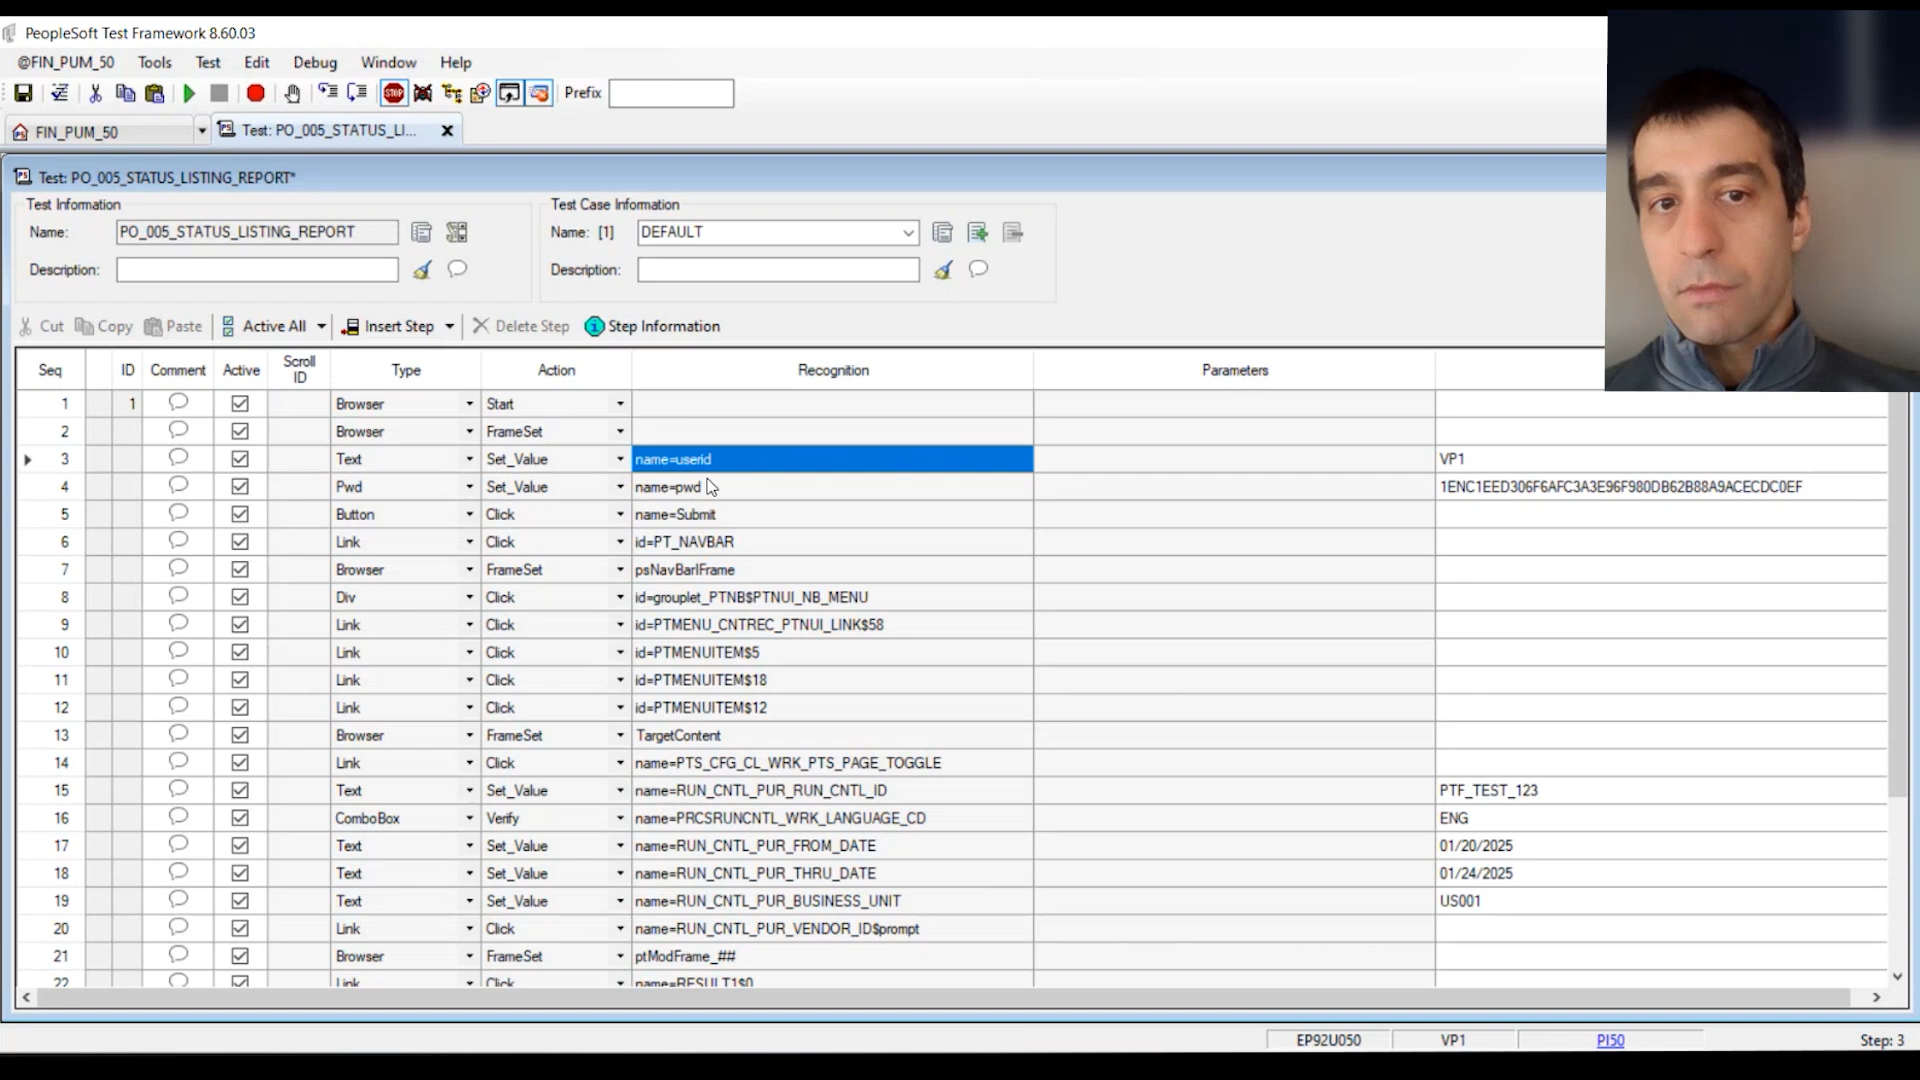 PeopleSoft Test Framework 8.60.03
@FIN_PUM_50 Tools Test Edit Debug Window Help
STOP Prefix
FIN_PUM_50 Test: PO_005_STATUS_LI...
Test: PO_005_STATUS_LISTING_REPORT*
Test Information Test Case Information
Name: PO_005_STATUS_LISTING_REPORT Name: [1] DEFAULT
Description: Description:
Cut Copy Paste Active All Insert Step Delete Step Step Information
Seq ID Comment Active Scroll ID Type Action Recognition Parameters
1 1 Browser Start
2 Browser FrameSet
3 Text Set_Value name=userid VP1
4 Pwd Set_Value name=pwd 1ENC1EED306F6AFC3A3E96F980DB62B88A9ACECDC0EF
5 Button Click name=Submit
6 Link Click id=PT_NAVBAR
7 Browser FrameSet psNavBarIFrame
8 Div Click id=grouplet_PTNB$PTNUI_NB_MENU
9 Link Click id=PTMENU_CNTREC_PTNUI_LINK$58
10 Link Click id=PTMENUITEM$5
11 Link Click id=PTMENUITEM$18
12 Link Click id=PTMENUITEM$12
13 Browser FrameSet TargetContent
14 Link Click name=PTS_CFG_CL_WRK_PTS_PAGE_TOGGLE
15 Text Set_Value name=RUN_CNTL_PUR_RUN_CNTL_ID PTF_TEST_123
16 ComboBox Verify name=PRCSRUNCNTL_WRK_LANGUAGE_CD ENG
17 Text Set_Value name=RUN_CNTL_PUR_FROM_DATE 01/20/2025
18 Text Set_Value name=RUN_CNTL_PUR_THRU_DATE 01/24/2025
19 Text Set_Value name=RUN_CNTL_PUR_BUSINESS_UNIT US001
20 Link Click name=RUN_CNTL_PUR_VENDOR_ID$prompt
21 Browser FrameSet ptModFrame_##
22 Link Click name=RESULT1$0
EP92U050 VP1 PI50 Step: 3